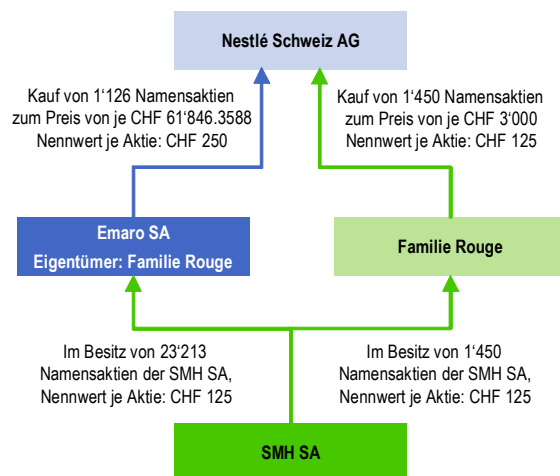 Nestlé Schweiz AG
Kauf von 1‘126 Namensaktien
zum Preis von je CHF 61‘846.3588
Nennwert je Aktie: CHF 250
Kauf von 1‘450 Namensaktien
zum Preis von je CHF 3‘000
Nennwert je Aktie: CHF 125
Emaro SA
Eigentümer: Familie Rouge
Familie Rouge
Im Besitz von 23‘213
Namensaktien der SMH SA,
Nennwert je Aktie: CHF 125
Im Besitz von 1‘450
Namensaktien der SMH SA,
Nennwert je Aktie: CHF 125
SMH SA